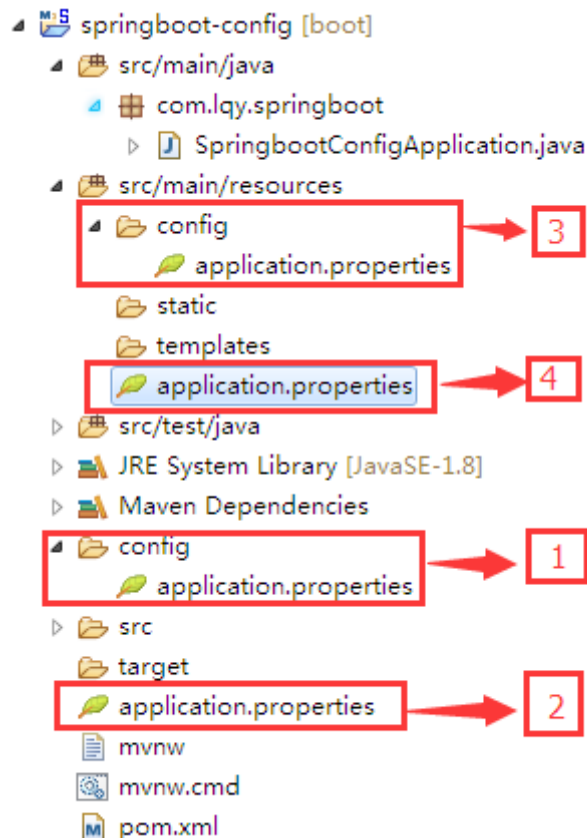 springboot-config [boot]
src/main/java
com.lqy.springboot
SpringbootConfigApplication.java
src/main/resources
config
application.properties
3
static
templates
application.properties
4
src/test/java
JRE System Library [JavaSE-1.8]
Maven Dependencies
config
application.properties
1
src
target
application.properties
2
mvnw
mvnw.cmd
pom.xml